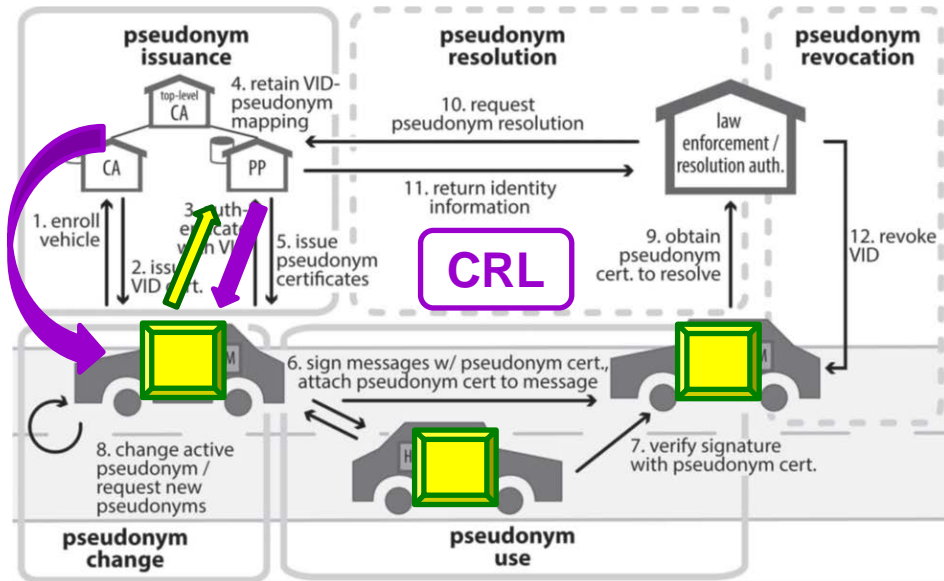 pseudonym
issuance
pseudonym
resolution
pseudonym
revocation
4. retain VID-
pseudonym
mapping
top-level
CA
CA
PP
10. request
pseudonym resolution
law
enforcement /
resolution auth.
11. return identity
information
1. enroll
vehicle
2.
VID
3.
5. issue
pseudonym
certificates
CRL
9. obtain
pseudonym
cert. to resolve
12. revoke
VID
6. sign messages w/ pseudonym cert.,
attach pseudonym cert to message
M
M
H
7. verify signature
with pseudonym cert.
8. change active
pseudonym /
request new
pseudonyms
pseudonym
change
pseudonym
use